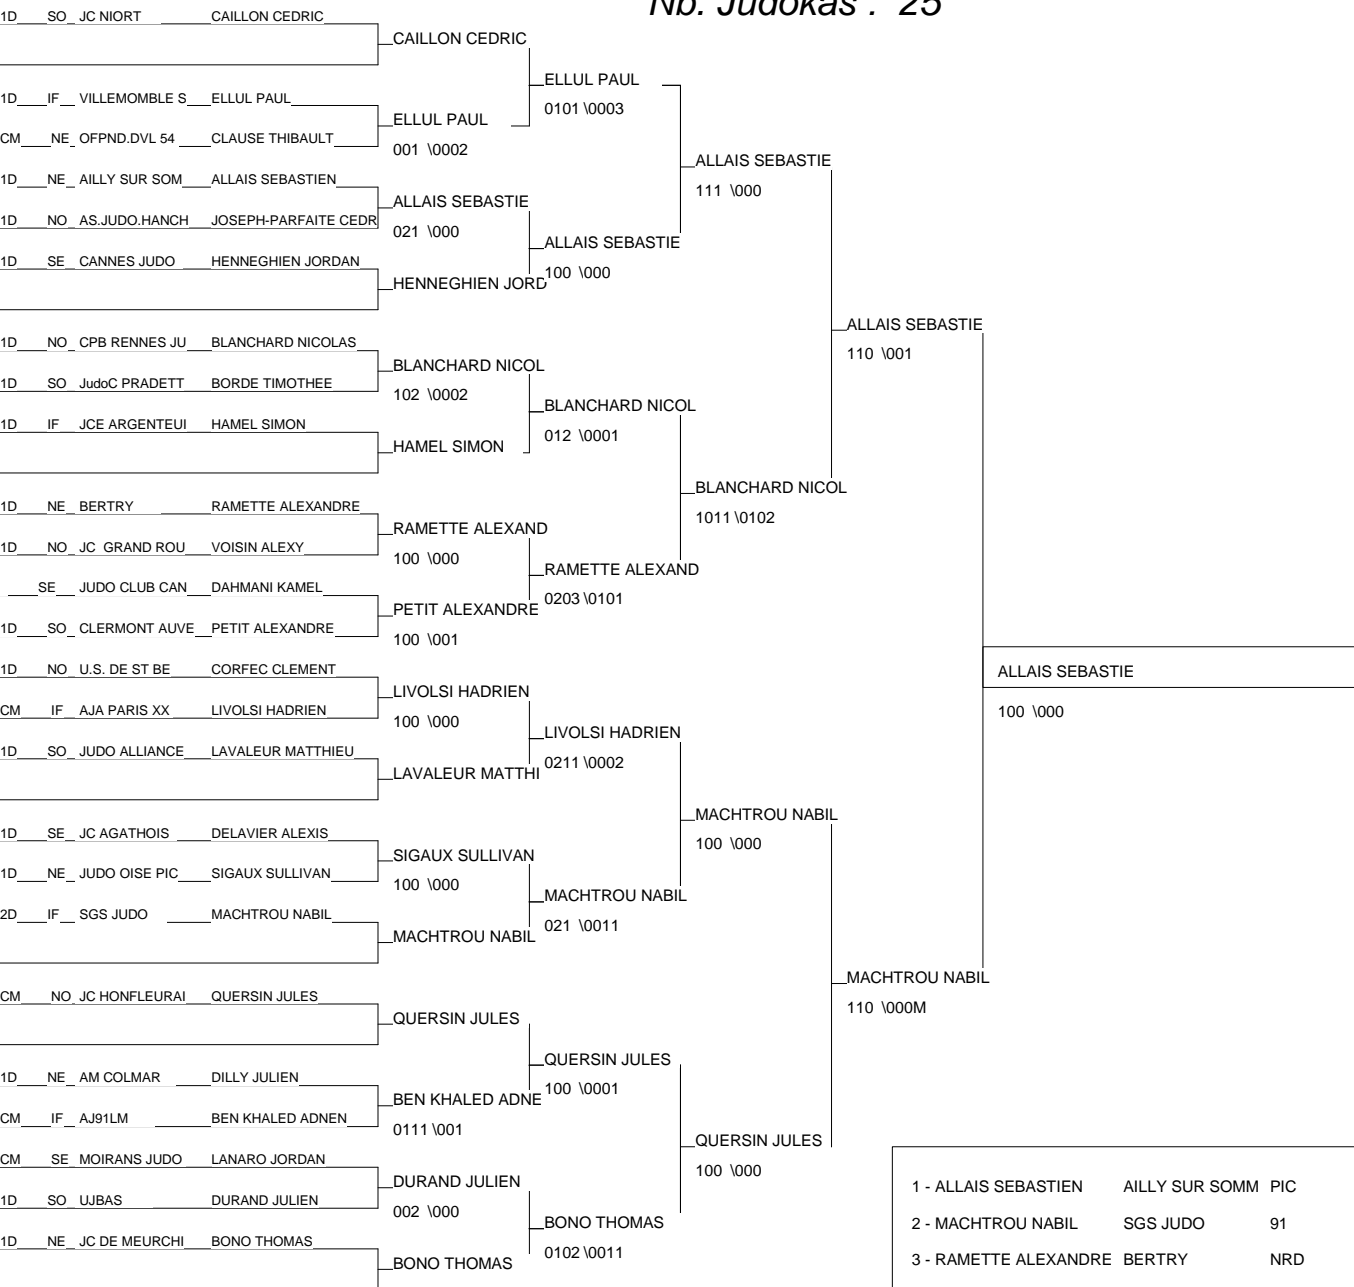 Nb. Judokas : 25
1D SO JC NIORT CAILLON CEDRIC
CAILLON CEDRIC
ELLUL PAUL
1D IF VILLEMOMBLE S ELLUL PAUL
0101 \0003
ELLUL PAUL
CM NE OFPND.DVL 54 CLAUSE THIBAULT
001 \0002
ALLAIS SEBASTIE
1D NE AILLY SUR SOM ALLAIS SEBASTIEN
111 \000
ALLAIS SEBASTIE
1D NO AS.JUDO.HANCH JOSEPH-PARFAITE CEDR
021 \000
ALLAIS SEBASTIE
1D SE CANNES JUDO HENNEGHIEN JORDAN
100 \000
HENNEGHIEN JORD
ALLAIS SEBASTIE
1D NO CPB RENNES JU BLANCHARD NICOLAS
110 \001
BLANCHARD NICOL
1D SO JudoC PRADETT BORDE TIMOTHEE
102 \0002
BLANCHARD NICOL
1D IF JCE ARGENTEUI HAMEL SIMON
012 \0001
HAMEL SIMON
BLANCHARD NICOL
1D NE BERTRY RAMETTE ALEXANDRE
1011 \0102
RAMETTE ALEXAND
1D NO JC GRAND ROU VOISIN ALEXY
100 \000
RAMETTE ALEXAND
SE JUDO CLUB CAN DAHMANI KAMEL
0203 \0101
PETIT ALEXANDRE
1D SO CLERMONT AUVE PETIT ALEXANDRE
100 \001
1D NO U.S. DE ST BE CORFEC CLEMENT
ALLAIS SEBASTIE
LIVOLSI HADRIEN
CM IF AJA PARIS XX LIVOLSI HADRIEN
100 \000
100 \000
LIVOLSI HADRIEN
1D SO JUDO ALLIANCE LAVALEUR MATTHIEU
0211 \0002
LAVALEUR MATTHI
MACHTROU NABIL
1D SE JC AGATHOIS DELAVIER ALEXIS
100 \000
SIGAUX SULLIVAN
1D NE JUDO OISE PIC SIGAUX SULLIVAN
100 \000
MACHTROU NABIL
2D IF SGS JUDO MACHTROU NABIL
021 \0011
MACHTROU NABIL
MACHTROU NABIL
CM NO JC HONFLEURAI QUERSIN JULES
110 \000M
QUERSIN JULES
QUERSIN JULES
1D NE AM COLMAR DILLY JULIEN
100 \0001
BEN KHALED ADNE
CM IF AJ91LM BEN KHALED ADNEN
0111 \001
QUERSIN JULES
CM SE MOIRANS JUDO LANARO JORDAN
100 \000
DURAND JULIEN
1D SO UJBAS DURAND JULIEN
002 \000
BONO THOMAS
1D NE JC DE MEURCHI BONO THOMAS
0102 \0011
BONO THOMAS
1 - ALLAIS SEBASTIEN AILLY SUR SOMM PIC
2 - MACHTROU NABIL SGS JUDO 91
3 - RAMETTE ALEXANDRE BERTRY NRD